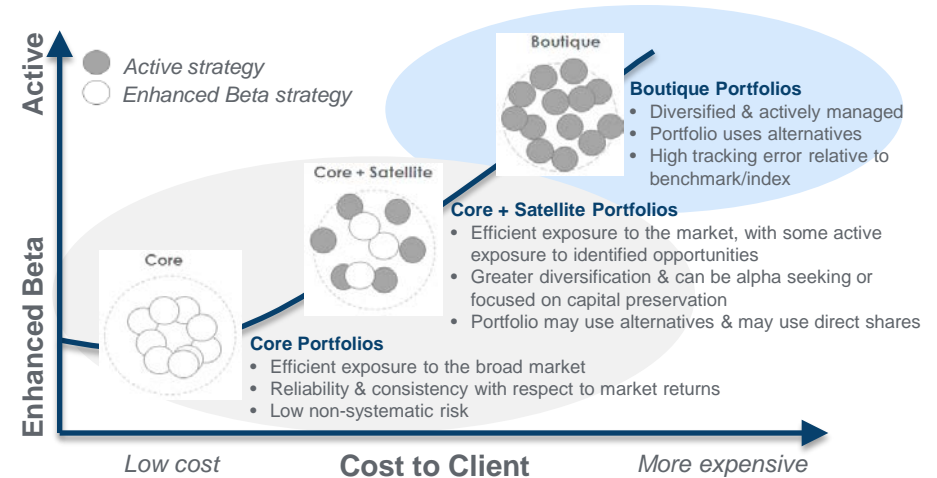 Active
Enhanced Beta
Active strategy
Enhanced Beta strategy
Boutique
Boutique Portfolios
• Diversified & actively managed
• Portfolio uses alternatives
• High tracking error relative to
benchmark/index
Core + Satellite
Core + Satellite Portfolios
• Efficient exposure to the market, with some active
exposure to identified opportunities
• Greater diversification & can be alpha seeking or
focused on capital preservation
• Portfolio may use alternatives & may use direct shares
Core
Core Portfolios
• Efficient exposure to the broad market
• Reliability & consistency with respect to market returns
• Low non-systematic risk
Low cost
Cost to Client
More expensive